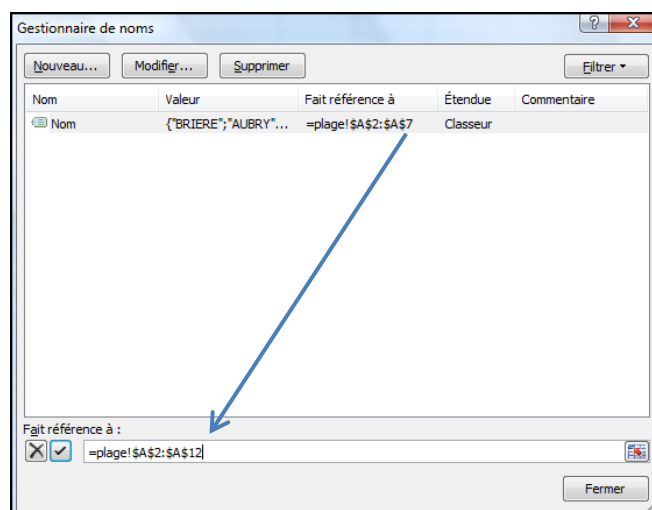 Gestionnaire de noms
Nouveau... Modifier... Supprimer Filtrer
Nom Valeur Fait référence à Étendue Commentaire
Nom {"BRIERE";"AUBRY"... =plage!$A$2:$A$7 Classeur
Fait référence à :
=plage!$A$2:$A$12
Fermer